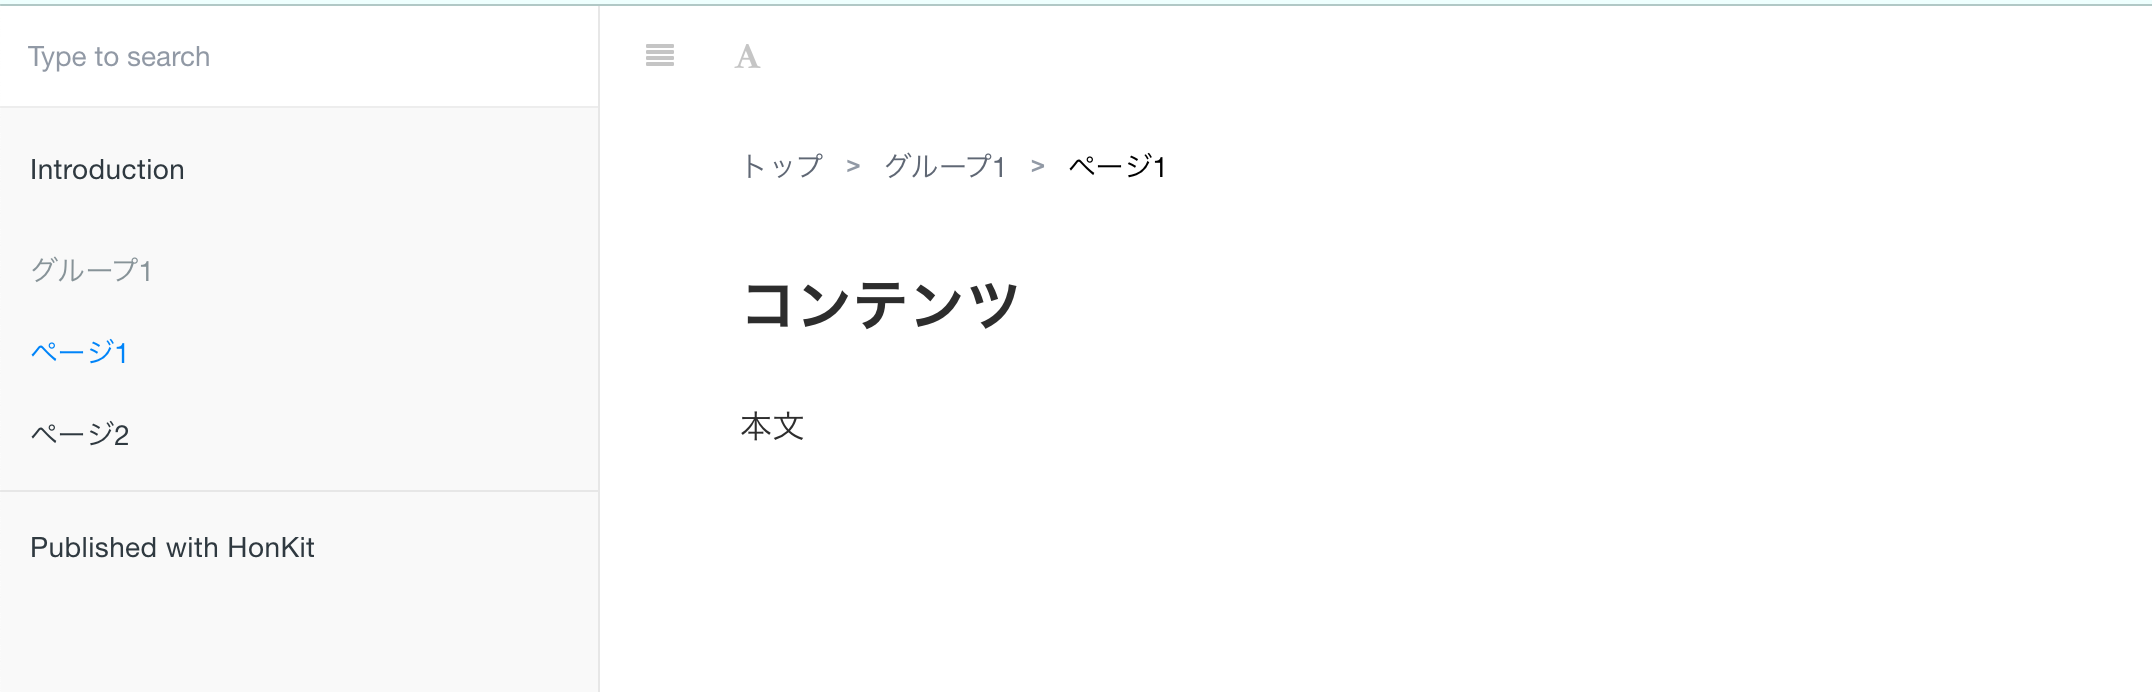 Type to search
A
Introduction
グループ1
ページ1
ページ2
Published with HonKit
トップ > グループ1 > ページ1
コンテンツ
本文